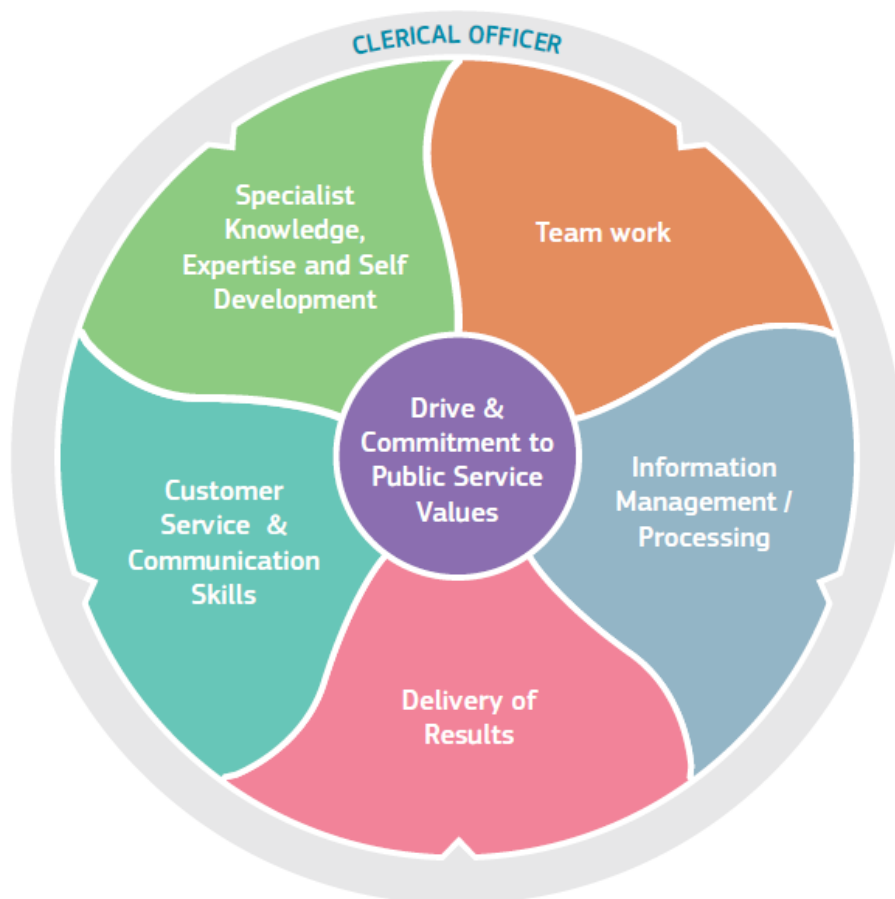 CLERICAL OFFICER
Specialist
Knowledge,
Expertise and Self
Development
Team work
Drive &
Commitment to
Public Service
Values
Information
Management /
Processing
Customer
Service &
Communication
Skills
Delivery of
Results